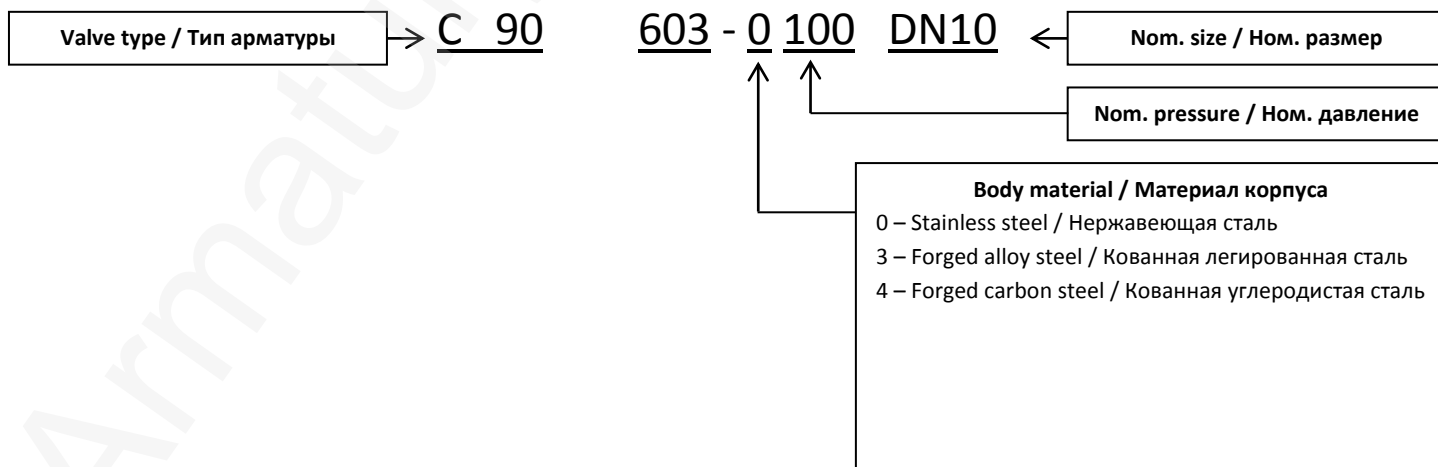 Valve type / Тип арматуры
C 90 603 - 0 100 DN10
Nom. size / Ном. размер
Nom. pressure / Ном. давление
Body material / Материал корпуса
0 – Stainless steel / Нержавеющая сталь
3 – Forged alloy steel / Кованная легированная сталь
4 – Forged carbon steel / Кованная углеродистая сталь
Armatu